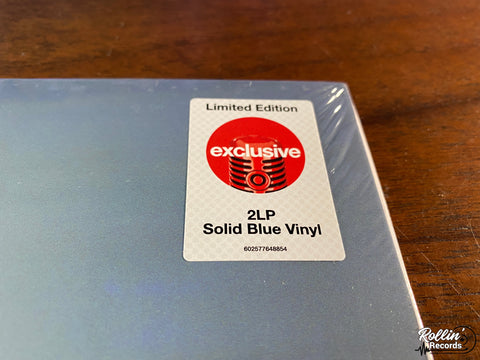 Limited Edition
exclusive
2LP
Solid Blue Vinyl
602577648854
Rollin'
Records